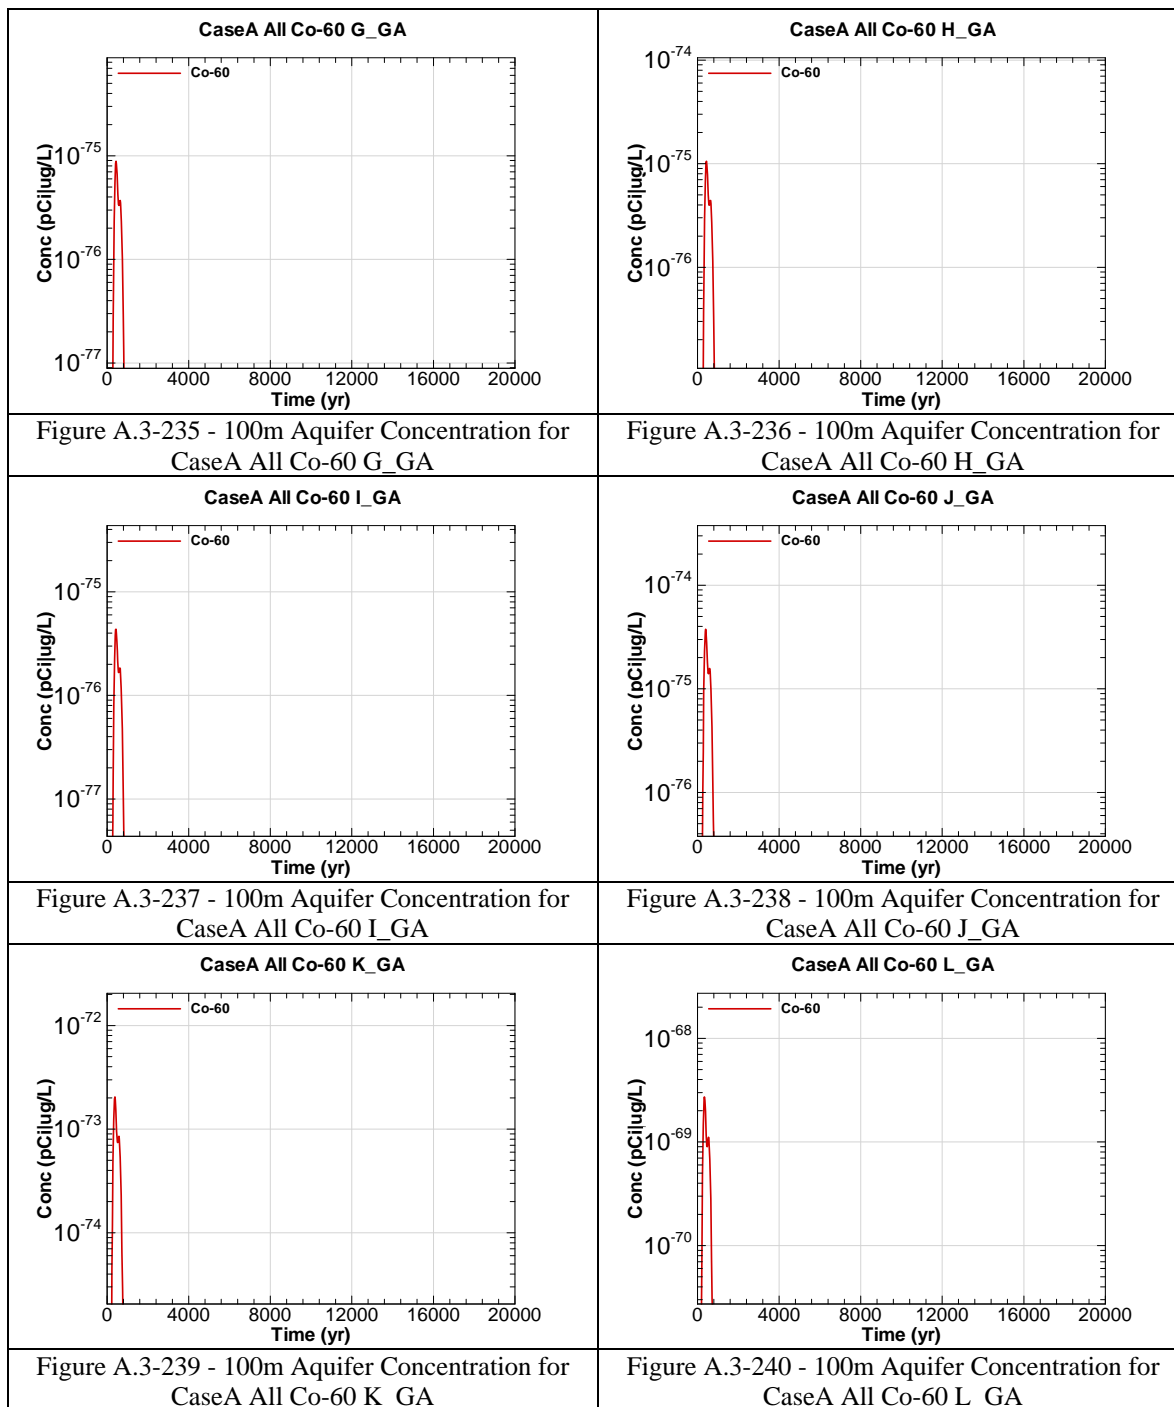 CaseA All Co-60 G_GA
Co-60
10-75
10-76
10-77
Conc (pCi|ug/L)
0 4000 8000 12000 16000 20000
Time (yr)
Figure A.3-235 - 100m Aquifer Concentration for
CaseA All Co-60 G_GA
CaseA All Co-60 H_GA
10-74
Co-60
10-75
10-76
Conc (pCi|ug/L)
0 4000 8000 12000 16000 20000
Time (yr)
Figure A.3-236 - 100m Aquifer Concentration for
CaseA All Co-60 H_GA
CaseA All Co-60 I_GA
Co-60
10-75
10-76
10-77
Conc (pCi|ug/L)
0 4000 8000 12000 16000 20000
Time (yr)
Figure A.3-237 - 100m Aquifer Concentration for
CaseA All Co-60 I_GA
CaseA All Co-60 J_GA
Co-60
10-74
10-75
10-76
Conc (pCi|ug/L)
0 4000 8000 12000 16000 20000
Time (yr)
Figure A.3-238 - 100m Aquifer Concentration for
CaseA All Co-60 J_GA
CaseA All Co-60 K_GA
Co-60
10-72
10-73
10-74
Conc (pCi|ug/L)
0 4000 8000 12000 16000 20000
Time (yr)
Figure A.3-239 - 100m Aquifer Concentration for
CaseA All Co-60 K_GA
CaseA All Co-60 L_GA
Co-60
10-68
10-69
10-70
Conc (pCi|ug/L)
0 4000 8000 12000 16000 20000
Time (yr)
Figure A.3-240 - 100m Aquifer Concentration for
CaseA All Co-60 L_GA